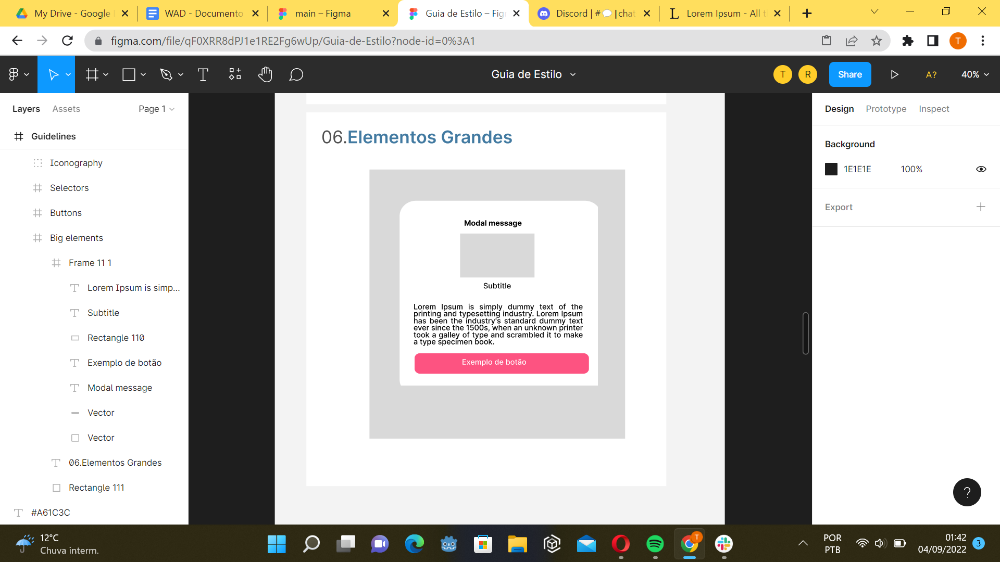 My Drive - Google
WAD - Documento
main – Figma
Guia de Estilo – Fig
Discord | #💬|chat
Lorem Ipsum - All t
figma.com/file/qF0XRR8dPJ1e1RE2Fg6wUp/Guia-de-Estilo?node-id=0%3A1
T
Guia de Estilo
T
R
Share
A?
40%
Layers
Assets
Page 1
Guidelines
Iconography
Selectors
Buttons
Big elements
Frame 11 1
Lorem Ipsum is simp...
Subtitle
Rectangle 110
Exemplo de botão
Modal message
Vector
Vector
06.Elementos Grandes
Rectangle 111
#A61C3C
06.Elementos Grandes
Modal message
Subtitle
Lorem Ipsum is simply dummy text of the
printing and typesetting industry. Lorem Ipsum
has been the industry's standard dummy text
ever since the 1500s, when an unknown printer
took a galley of type and scrambled it to make
a type specimen book.
Exemplo de botão
Design
Prototype
Inspect
Background
1E1E1E
100%
Export
?
12°C
Chuva interm.
T
POR
PTB
01:42
04/09/2022
3